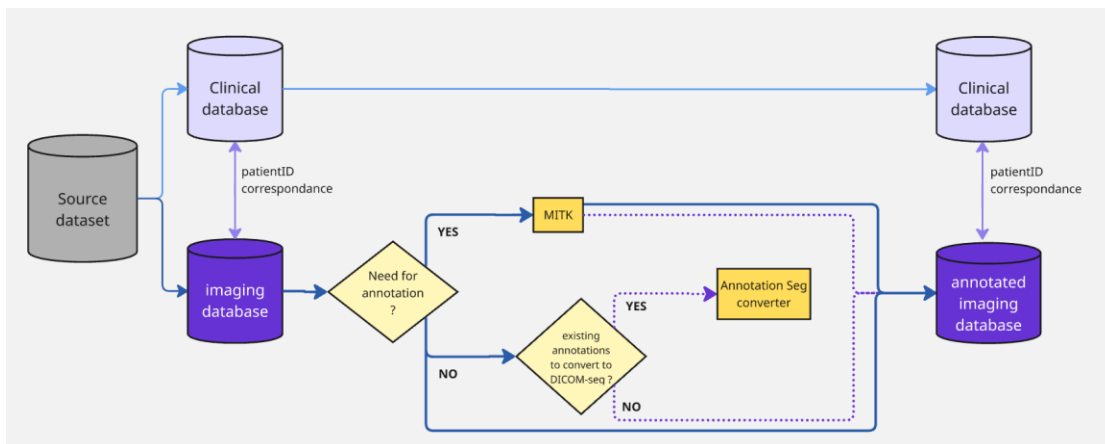 Clinical
database
Clinical
database
patientID
correspondance
patientID
correspondance
Source
dataset
MITK
YES
imaging
database
Need for
annotation
?
Annotation Seg
converter
annotated
imaging
database
YES
existing
annotations
to convert to
DICOM-seg ?
NO
NO